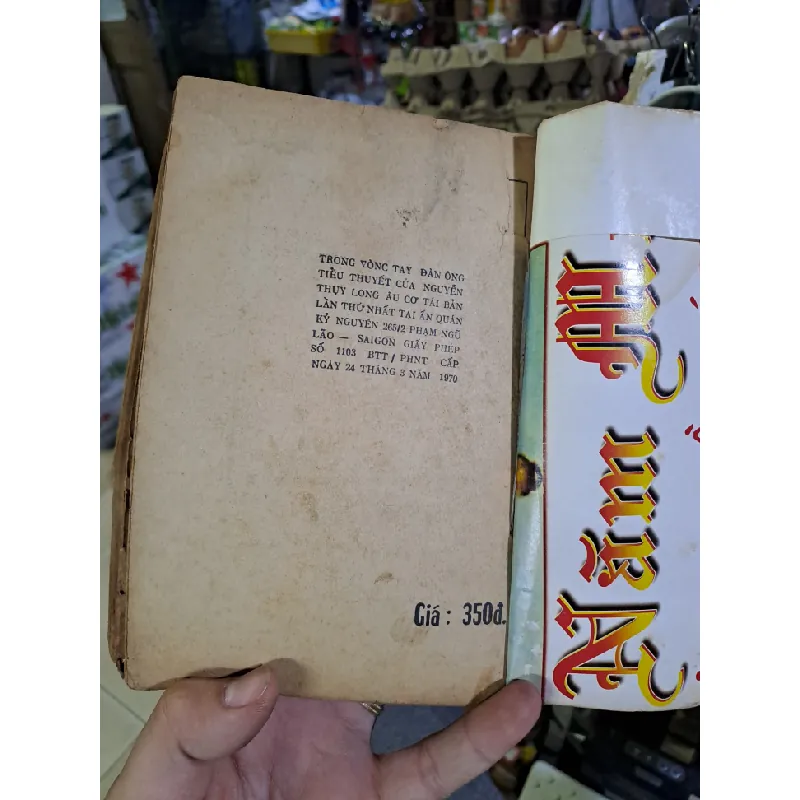 TRONG VÒNG TAY ĐÀN ÔNG
TIỂU THUYẾT CỦA NGUYỄN
THỤY LONG ÂU CƠ TÁI BẢN
LẦN THỨ NHẤT TẠI ẤN QUÁN
KỶ NGUYÊN 265/2 PHẠM NGŨ
LÃO — SAIGON GIẤY PHÉP
SỐ 1103 BTT/PHNT CẤP
NGÀY 24 THÁNG 3 NĂM 1970
Giá : 350đ.
Năm